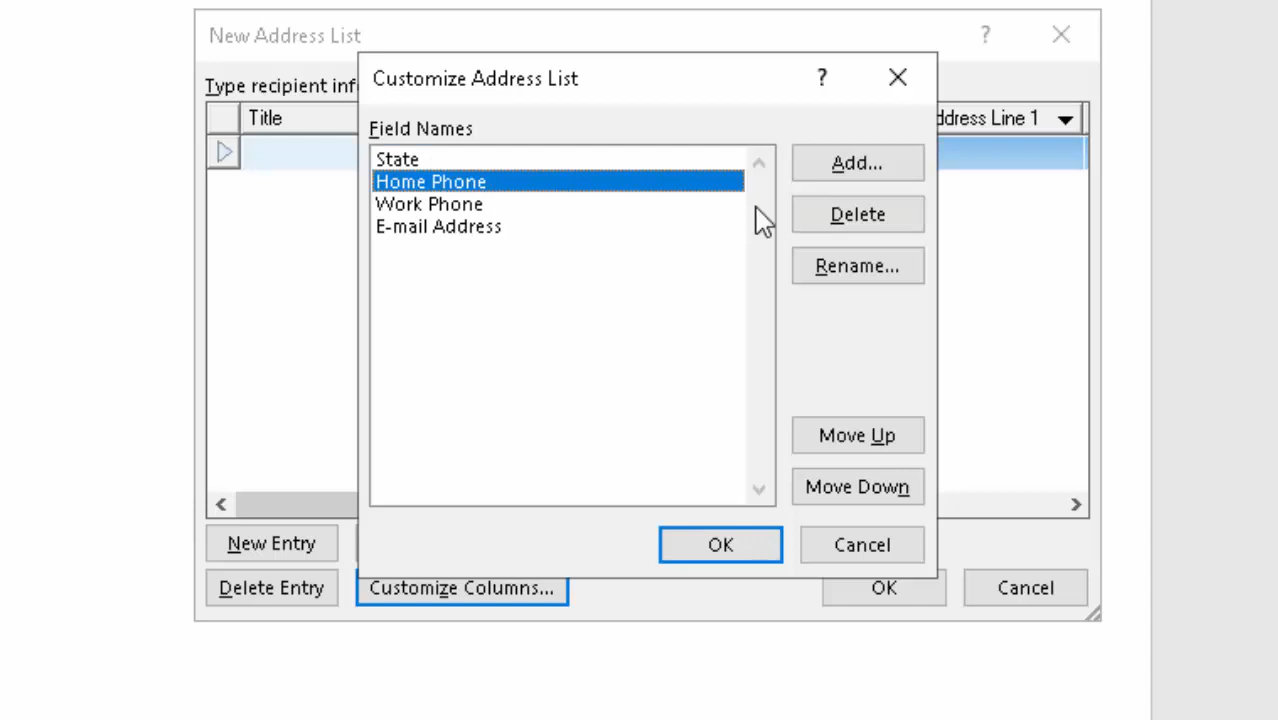 New Address List
?
Type recipient inf
Title
ddress Line 1
Customize Address List
?
Field Names
State
Home Phone
Work Phone
E-mail Address
Add...
Delete
Rename...
Move Up
Move Down
OK
Cancel
New Entry
Delete Entry
Customize Columns...
OK
Cancel